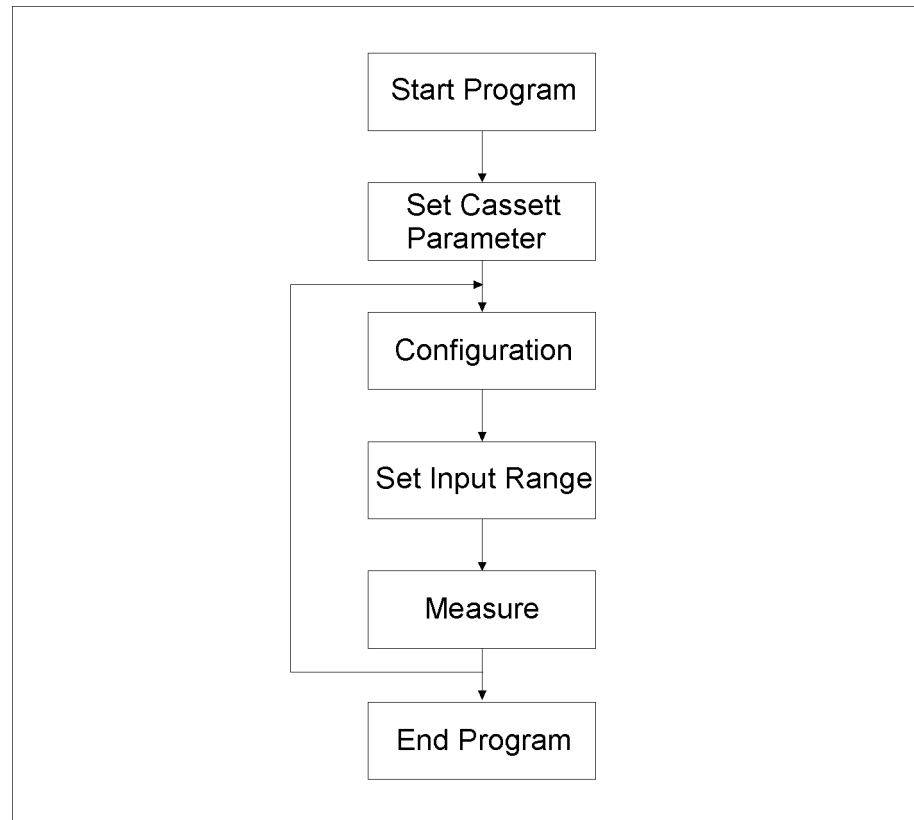 Start Program
Set Cassett
Parameter
Configuration
Set Input Range
Measure
End Program